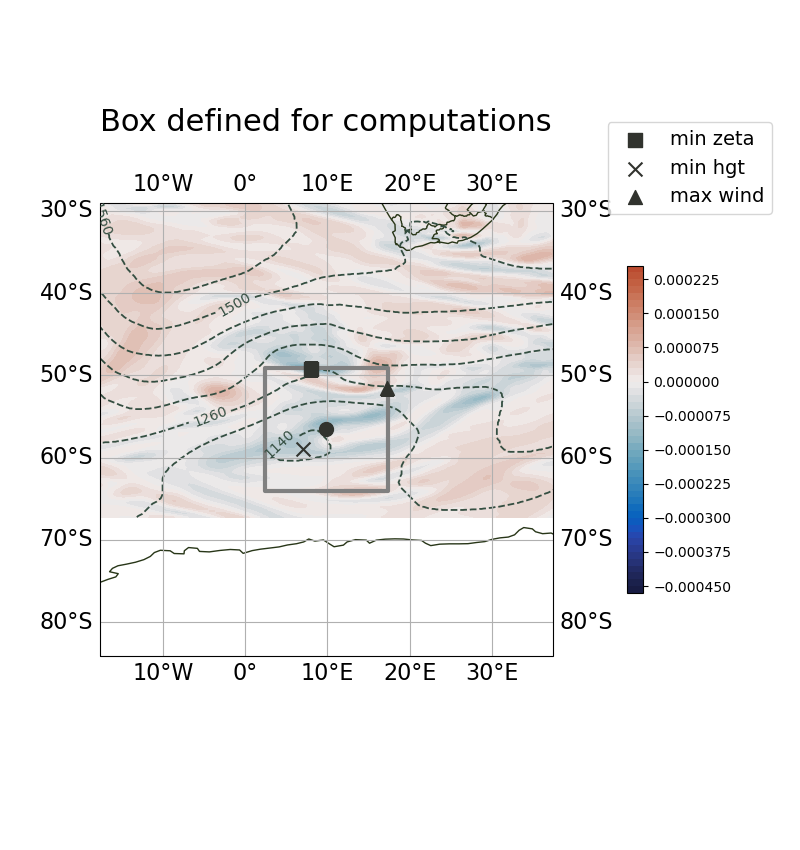 Box defined for computations
min zeta
min hgt
max wind
10°W 0° 10°E 20°E 30°E
30°S 30°S
40°S 40°S
50°S 50°S
60°S 60°S
70°S 70°S
80°S 80°S
10°W 0° 10°E 20°E 30°E
560
1500
1260
1140
0.000225
0.000150
0.000075
0.000000
−0.000075
−0.000150
−0.000225
−0.000300
−0.000375
−0.000450